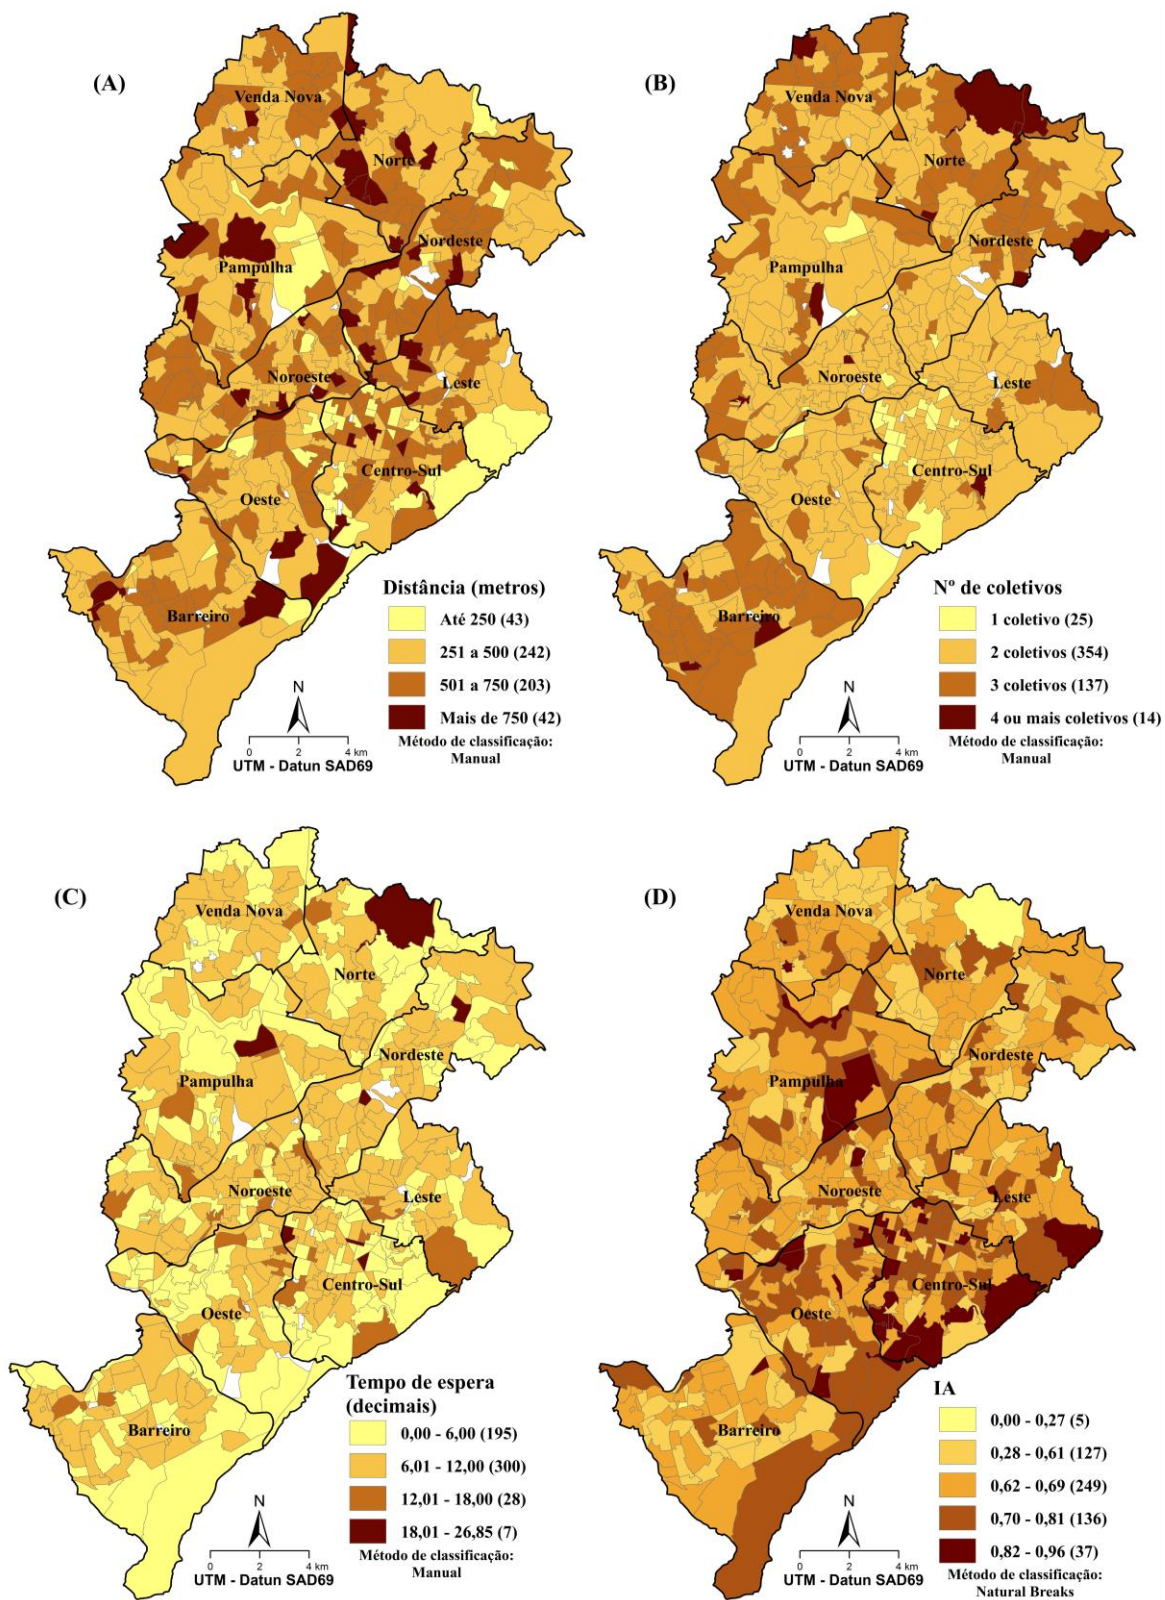 (A)
Venda Nova
Norte
Nordeste
Pampulha
Noroeste
Leste
Centro-Sul
Oeste
Barreiro
Distância (metros)
Até 250 (43)
251 a 500 (242)
501 a 750 (203)
Mais de 750 (42)
Método de classificação:
Manual
N
0 2 4 km
UTM - Datun SAD69
(B)
Venda Nova
Norte
Nordeste
Pampulha
Noroeste
Leste
Centro-Sul
Oeste
Barreiro
Nº de coletivos
1 coletivo (25)
2 coletivos (354)
3 coletivos (137)
4 ou mais coletivos (14)
Método de classificação:
Manual
N
0 2 4 km
UTM - Datun SAD69
(C)
Venda Nova
Norte
Nordeste
Pampulha
Noroeste
Leste
Centro-Sul
Oeste
Barreiro
Tempo de espera
(decimais)
0,00 - 6,00 (195)
6,01 - 12,00 (300)
12,01 - 18,00 (28)
18,01 - 26,85 (7)
Método de classificação:
Manual
N
0 2 4 km
UTM - Datun SAD69
(D)
Venda Nova
Norte
Nordeste
Pampulha
Noroeste
Leste
Centro-Sul
Oeste
Barreiro
IA
0,00 - 0,27 (5)
0,28 - 0,61 (127)
0,62 - 0,69 (249)
0,70 - 0,81 (136)
0,82 - 0,96 (37)
Método de classificação:
Natural Breaks
N
0 2 4 km
UTM - Datun SAD69